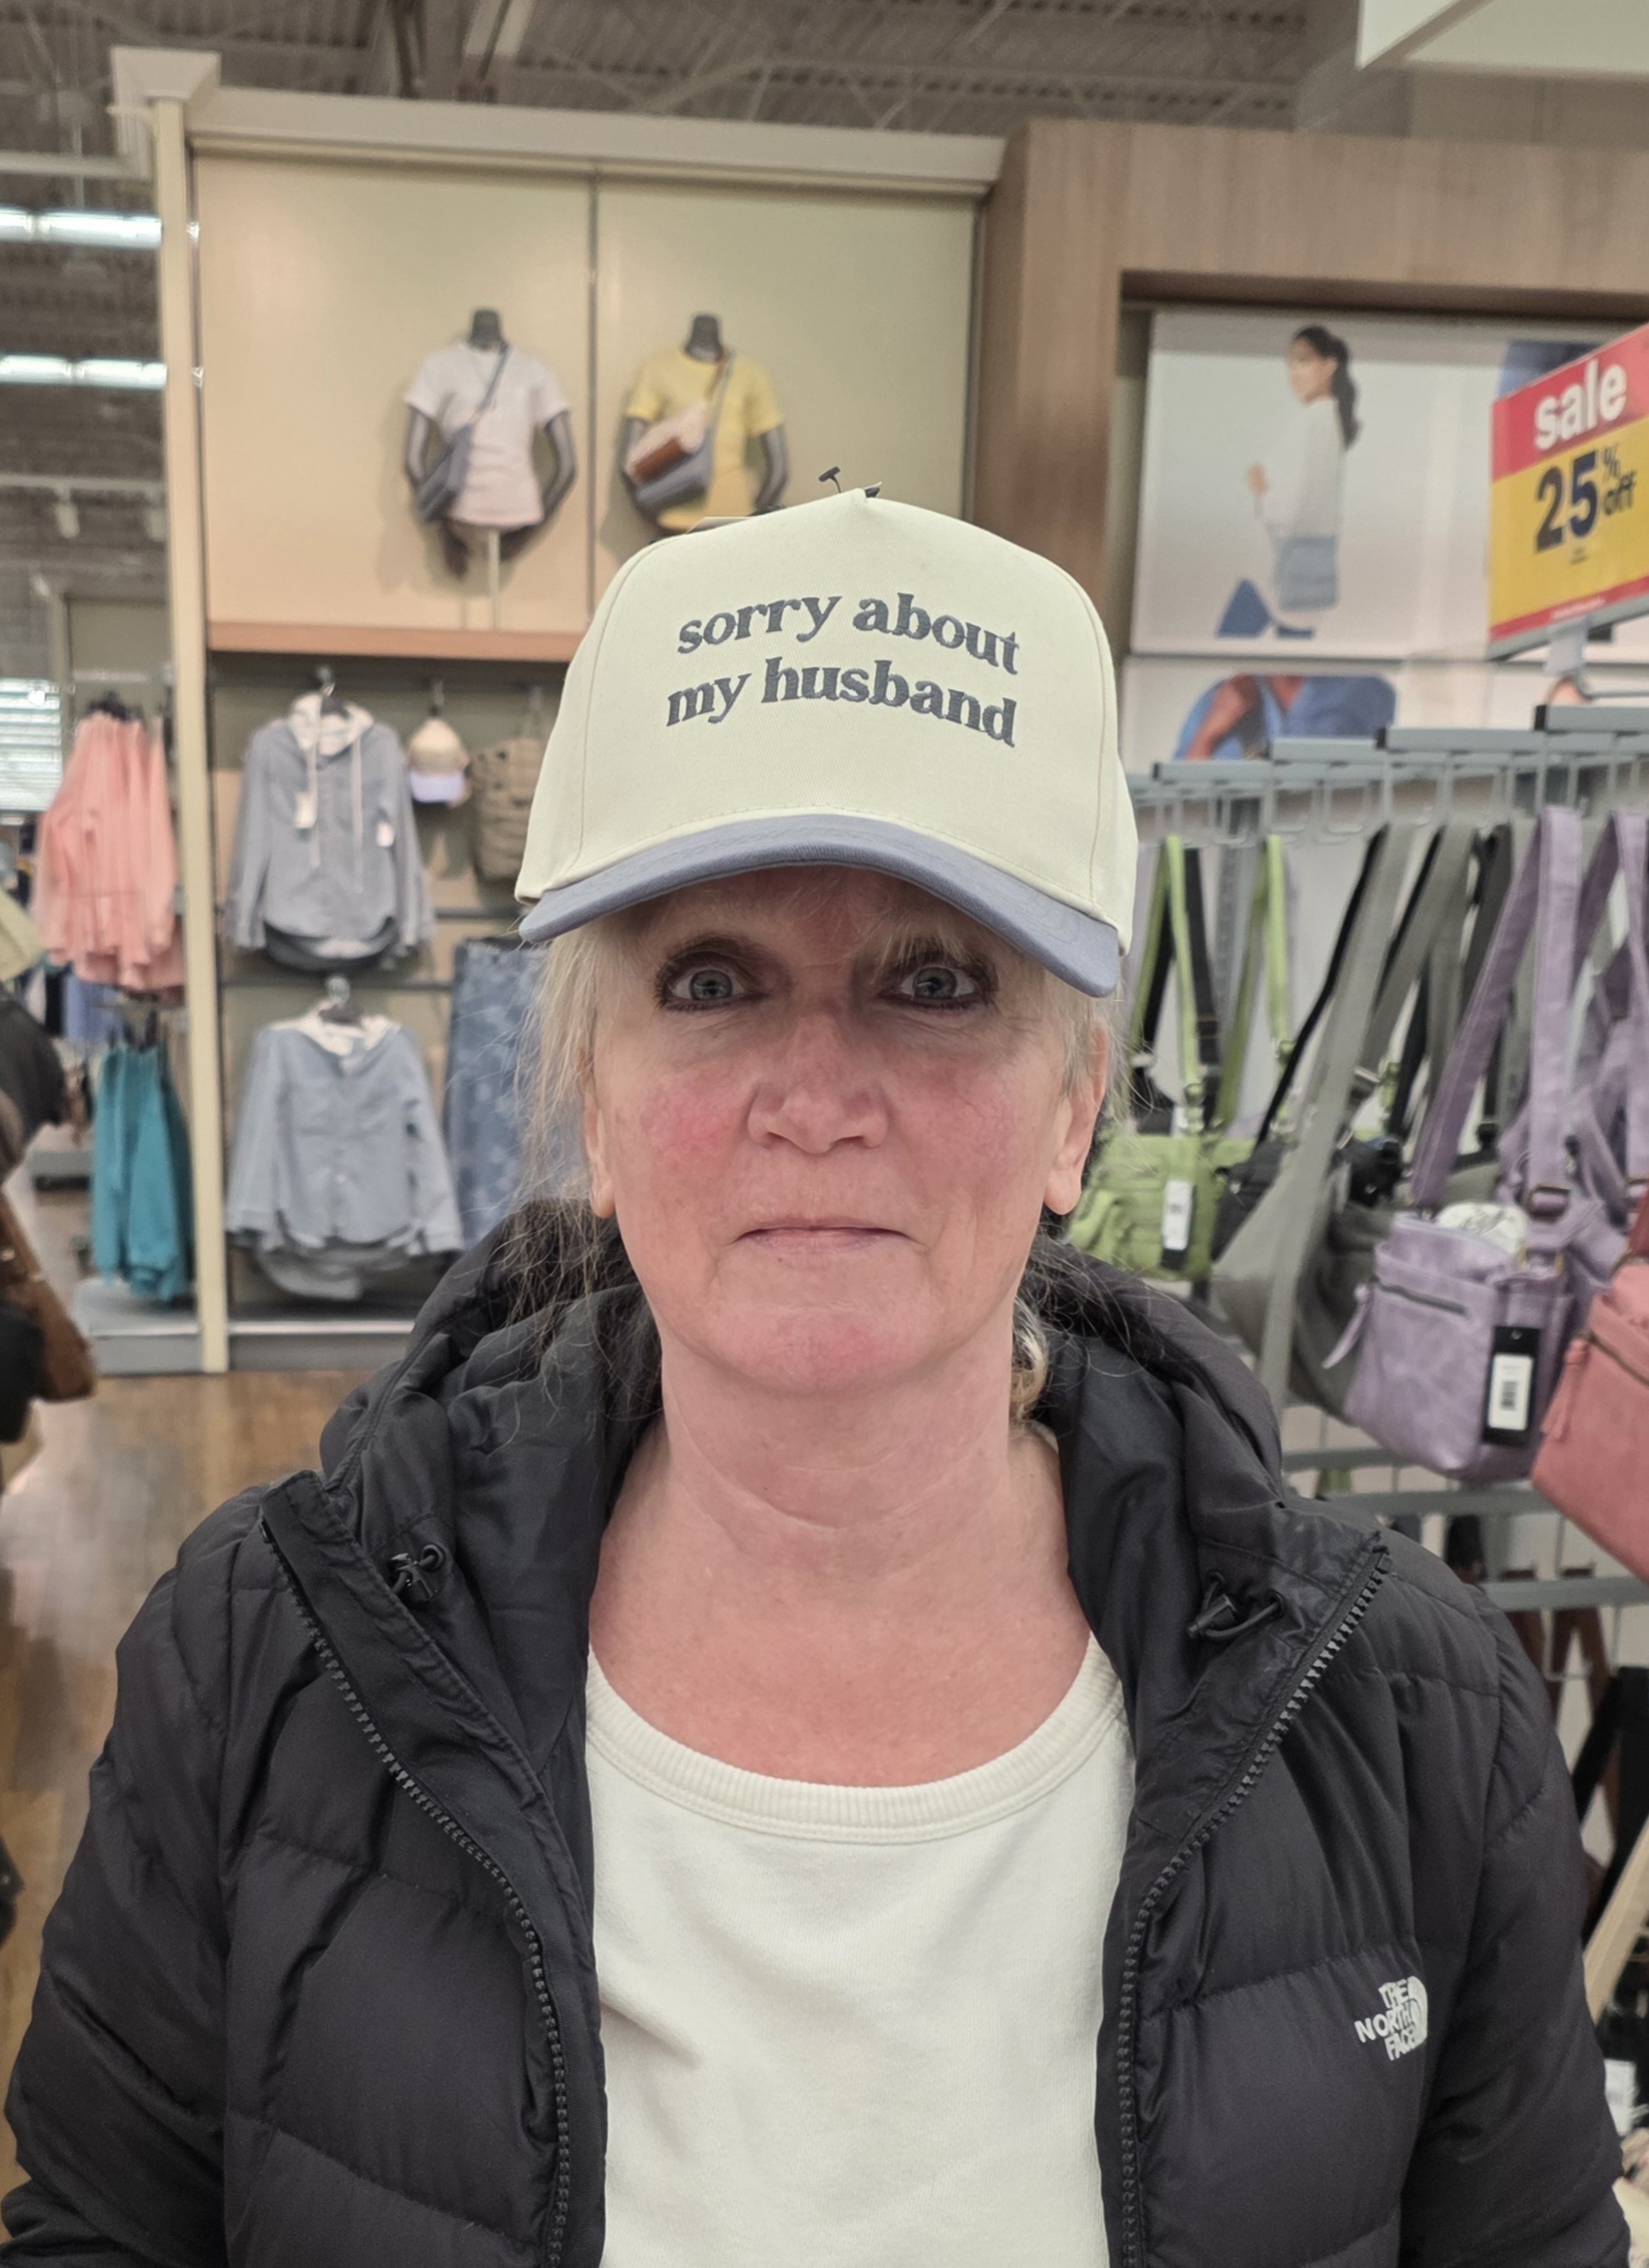 sorry about
my husband
sale
25% off
THE
NORTH
FACE